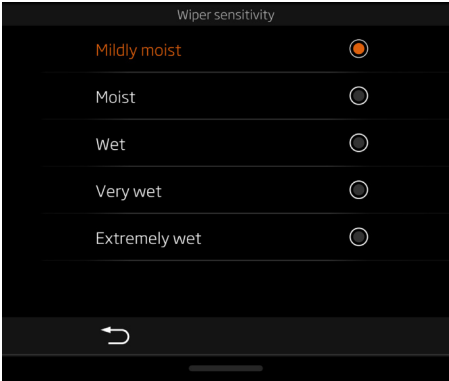 Wiper sensitivity
Mildly moist
Moist
Wet
Very wet
Extremely wet